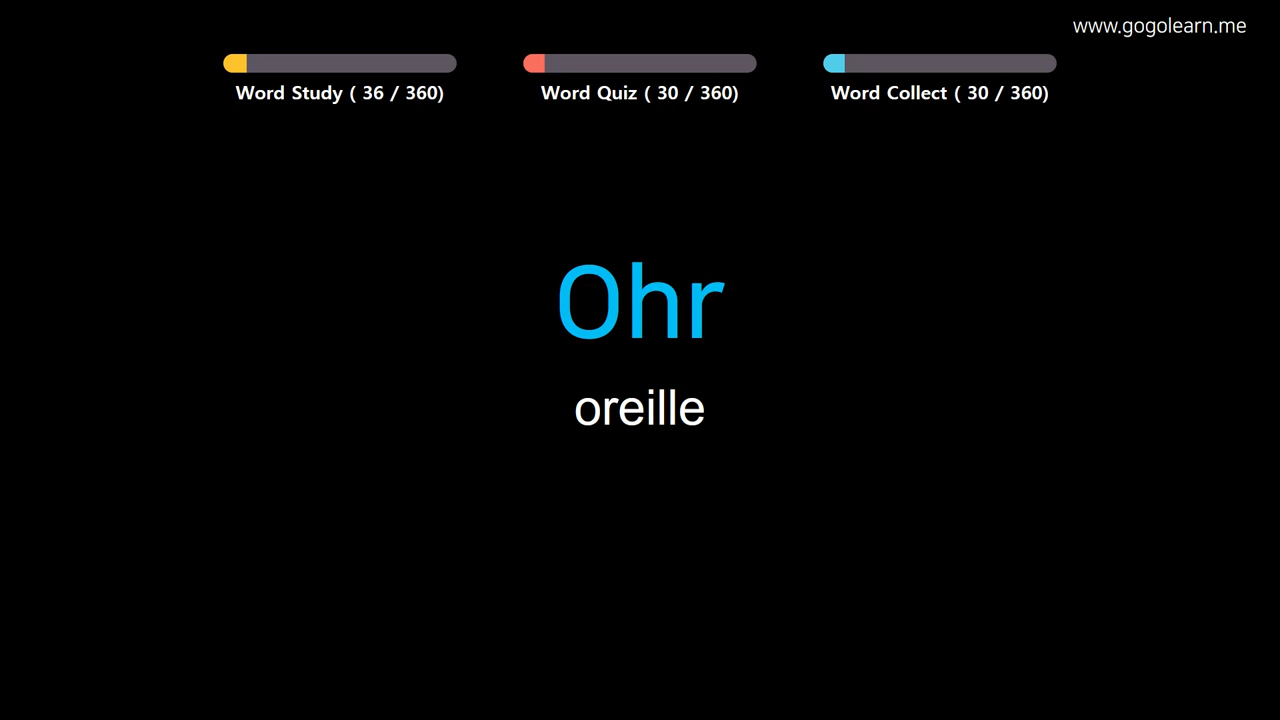 www.gogolearn.me
Word Study ( 36 / 360)
Word Quiz ( 30 / 360)
Word Collect ( 30 / 360)
Ohr
oreille